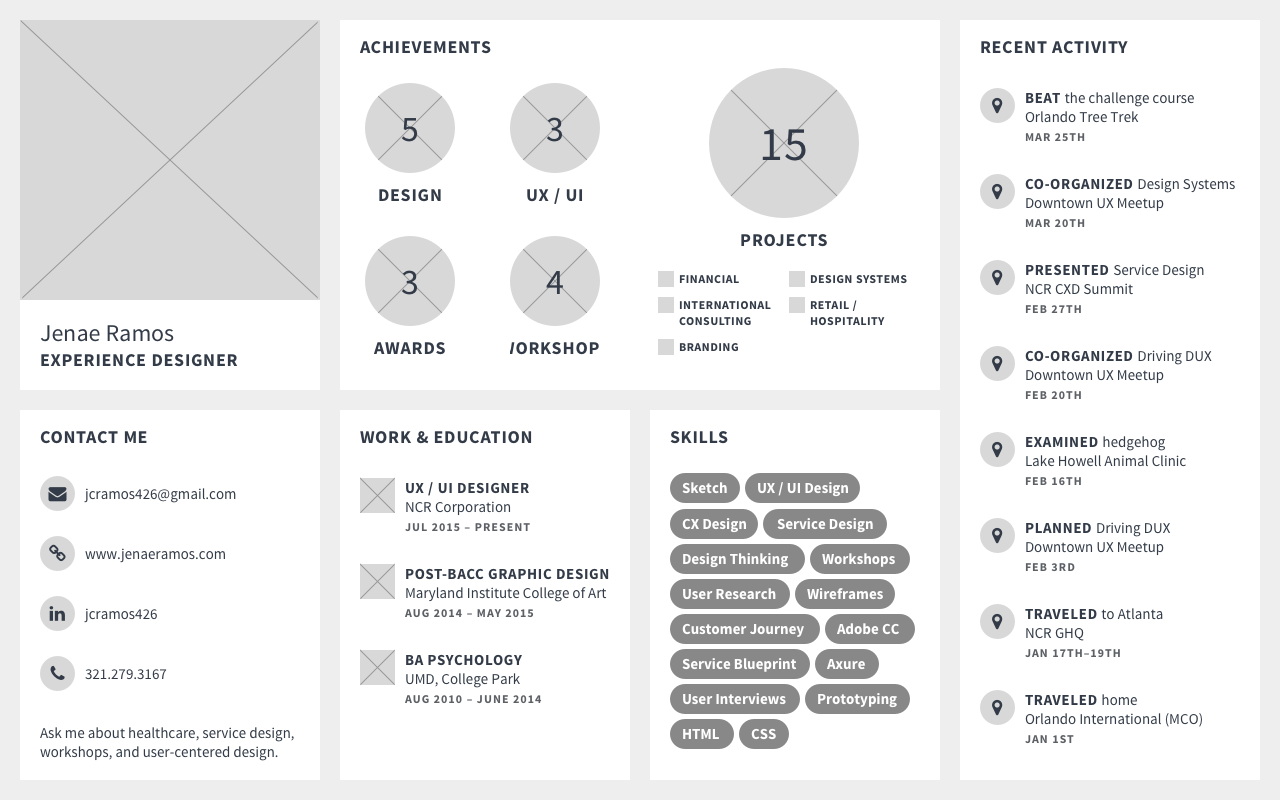 Jenae Ramos
EXPERIENCE DESIGNER
ACHIEVEMENTS
5
DESIGN
3
UX / UI
3
AWARDS
4
/ORKSHOP
15
PROJECTS
FINANCIAL
DESIGN SYSTEMS
INTERNATIONAL
CONSULTING
RETAIL /
HOSPITALITY
BRANDING
CONTACT ME
jcramos426@gmail.com
www.jenaeramos.com
in
jcramos426
321.279.3167
Ask me about healthcare, service design,
workshops, and user-centered design.
WORK & EDUCATION
UX / UI DESIGNER
NCR Corporation
JUL 2015 – PRESENT
POST-BACC GRAPHIC DESIGN
Maryland Institute College of Art
AUG 2014 – MAY 2015
BA PSYCHOLOGY
UMD, College Park
AUG 2010 – JUNE 2014
SKILLS
Sketch
UX / UI Design
CX Design
Service Design
Design Thinking
Workshops
User Research
Wireframes
Customer Journey
Adobe CC
Service Blueprint
Axure
User Interviews
Prototyping
HTML
CSS
RECENT ACTIVITY
BEAT the challenge course
Orlando Tree Trek
MAR 25TH
CO-ORGANIZED Design Systems
Downtown UX Meetup
MAR 20TH
PRESENTED Service Design
NCR CXD Summit
FEB 27TH
CO-ORGANIZED Driving DUX
Downtown UX Meetup
FEB 20TH
EXAMINED hedgehog
Lake Howell Animal Clinic
FEB 16TH
PLANNED Driving DUX
Downtown UX Meetup
FEB 3RD
TRAVELED to Atlanta
NCR GHQ
JAN 17TH–19TH
TRAVELED home
Orlando International (MCO)
JAN 1ST